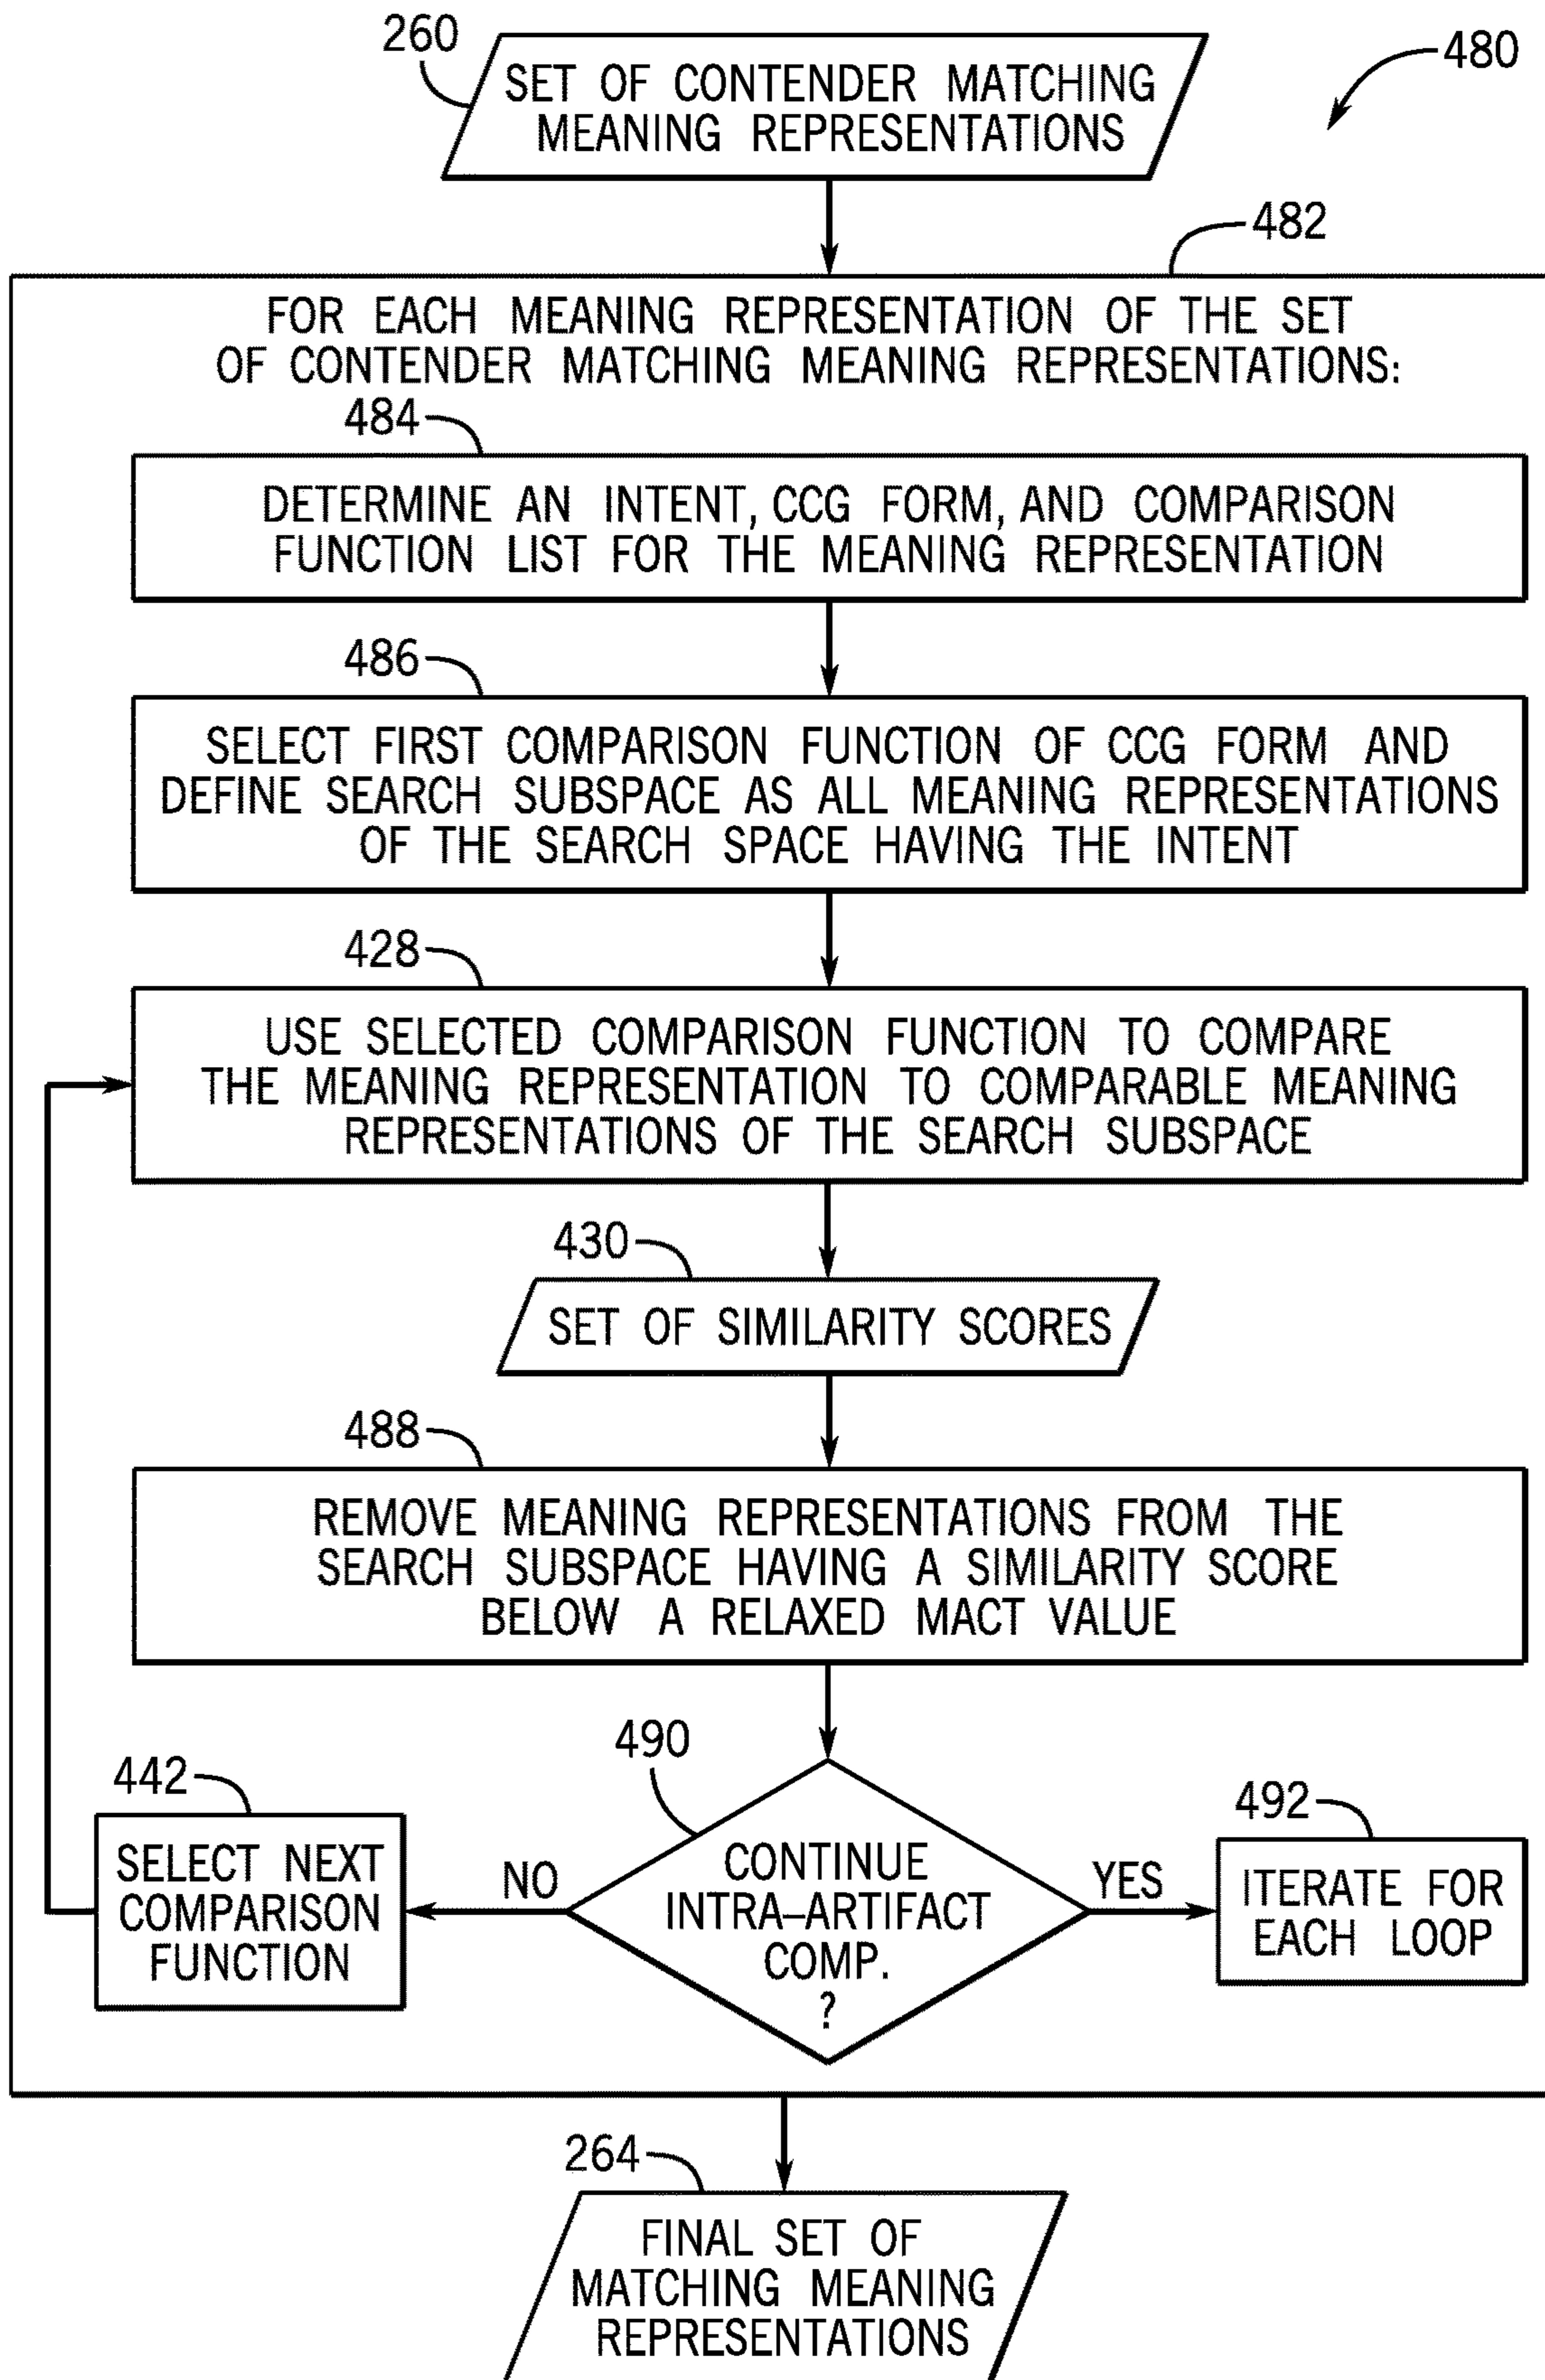 260
480
SET OF CONTENDER MATCHING
MEANING REPRESENTATIONS
482
FOR EACH MEANING REPRESENTATION OF THE SET
OF CONTENDER MATCHING MEANING REPRESENTATIONS:
484
DETERMINE AN INTENT, CCG FORM, AND COMPARISON
FUNCTION LIST FOR THE MEANING REPRESENTATION
486
SELECT FIRST COMPARISON FUNCTION OF CCG FORM AND
DEFINE SEARCH SUBSPACE AS ALL MEANING REPRESENTATIONS
OF THE SEARCH SPACE HAVING THE INTENT
428
USE SELECTED COMPARISON FUNCTION TO COMPARE
THE MEANING REPRESENTATION TO COMPARABLE MEANING
REPRESENTATIONS OF THE SEARCH SUBSPACE
430
SET OF SIMILARITY SCORES
488
REMOVE MEANING REPRESENTATIONS FROM THE
SEARCH SUBSPACE HAVING A SIMILARITY SCORE
BELOW A RELAXED MACT VALUE
490
442
SELECT NEXT
COMPARISON
FUNCTION
NO
CONTINUE
INTRA–ARTIFACT
COMP.
?
YES
492
ITERATE FOR
EACH LOOP
264
FINAL SET OF
MATCHING MEANING
REPRESENTATIONS